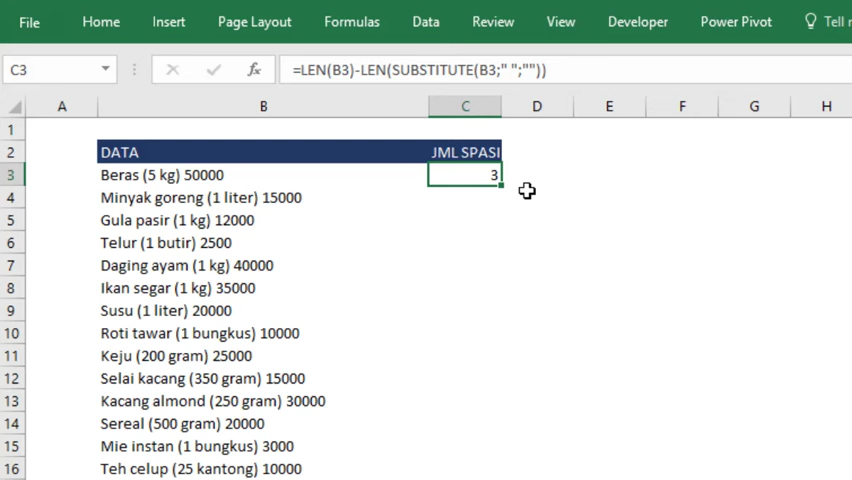 File Home Insert Page Layout Formulas Data Review View Developer Power Pivot Tell
C3 fx =LEN(B3)-LEN(SUBSTITUTE(B3;" ";""))
A B C D E F G H
1
2 DATA JML SPASI
3 Beras (5 kg) 50000 3
4 Minyak goreng (1 liter) 15000
5 Gula pasir (1 kg) 12000
6 Telur (1 butir) 2500
7 Daging ayam (1 kg) 40000
8 Ikan segar (1 kg) 35000
9 Susu (1 liter) 20000
10 Roti tawar (1 bungkus) 10000
11 Keju (200 gram) 25000
12 Selai kacang (350 gram) 15000
13 Kacang almond (250 gram) 30000
14 Sereal (500 gram) 20000
15 Mie instan (1 bungkus) 3000
16 Teh celup (25 kantong) 10000